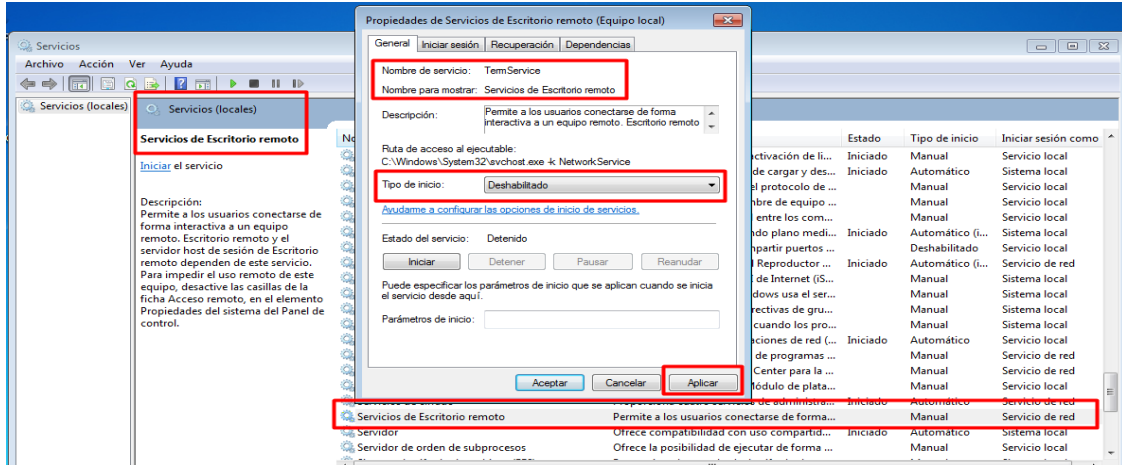 Propiedades de Servicios de Escritorio remoto (Equipo local)
General Iniciar sesión Recuperación Dependencias
Nombre de servicio: TermService
Nombre para mostrar: Servicios de Escritorio remoto
Descripción: Permite a los usuarios conectarse de forma
interactiva a un equipo remoto. Escritorio remoto
Ruta de acceso al ejecutable:
C:\Windows\System32\svchost.exe -k NetworkService
Tipo de inicio: Deshabilitado
Ayudarme a configurar las opciones de inicio de servicios.
Estado del servicio: Detenido
Iniciar Detener Pausar Reanudar
Puede especificar los parámetros de inicio que se aplican cuando se inicia
el servicio desde aquí.
Parámetros de inicio:
Aceptar Cancelar Aplicar
Servicios
Archivo Acción Ver Ayuda
Servicios (locales)
Servicios (locales)
Servicios de Escritorio remoto
Iniciar el servicio
Descripción:
Permite a los usuarios conectarse de
forma interactiva a un equipo
remoto. Escritorio remoto y el
servidor host de sesión de Escritorio
remoto dependen de este servicio.
Para impedir el uso remoto de este
equipo, desactive las casillas de la
ficha Acceso remoto, en el elemento
Propiedades del sistema del Panel de
control.
No Estado Tipo de inicio Iniciar sesión como
activación de li... Iniciado Manual Servicio local
de cargar y des... Iniciado Automático Sistema local
el protocolo de ... Manual Servicio local
mbre de equipo ... Manual Servicio local
entre los com... Manual Servicio local
ndo plano medi... Iniciado Automático (i... Sistema local
mpartir puertos ... Deshabilitado Servicio local
l Reproductor ... Iniciado Automático (i... Servicio de red
I de Internet (iS... Manual Sistema local
dows usa el ser... Manual Sistema local
rectivas de gru... Manual Sistema local
cuando los pro... Manual Sistema local
aciones de red (... Iniciado Automático Sistema local
de programas ... Manual Servicio de red
Center para la ... Manual Servicio de red
Módulo de plata... Manual Servicio local
Iniciado Automático Servicio de red
Servicios de Escritorio remoto Permite a los usuarios conectarse de forma... Manual Servicio de red
Servidor Ofrece compatibilidad con uso compartid... Iniciado Automático Sistema local
Servidor de orden de subprocesos Ofrece la posibilidad de ejecutar de forma ... Manual Servicio local